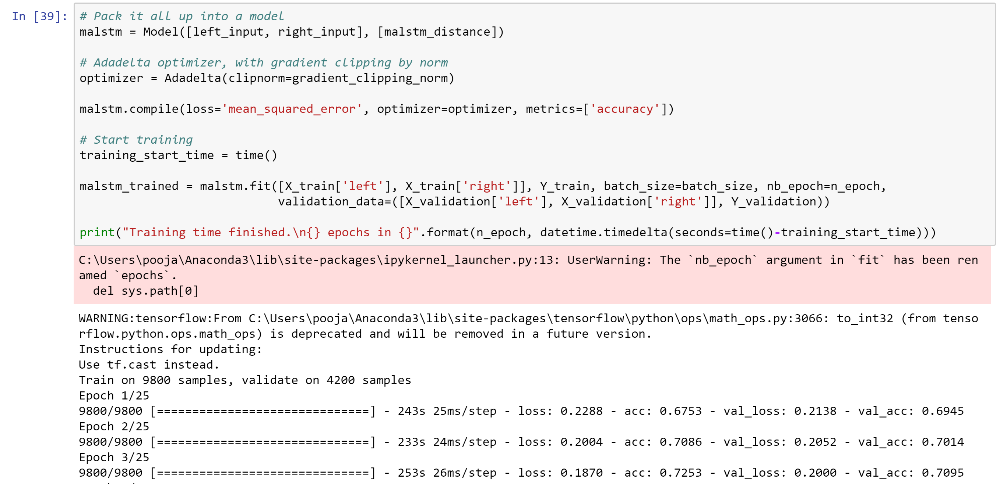 In [39]:
# Pack it all up into a model
malstm = Model([left_input, right_input], [malstm_distance])
# Adadelta optimizer, with gradient clipping by norm
optimizer = Adadelta(clipnorm=gradient_clipping_norm)
malstm.compile(loss='mean_squared_error', optimizer=optimizer, metrics=['accuracy'])
# Start training
training_start_time = time()
malstm_trained = malstm.fit([X_train['left'], X_train['right']], Y_train, batch_size=batch_size, nb_epoch=n_epoch,
                            validation_data=([X_validation['left'], X_validation['right']], Y_validation))
print("Training time finished.\n{} epochs in {}".format(n_epoch, datetime.timedelta(seconds=time()-training_start_time)))
C:\Users\pooja\Anaconda3\lib\site-packages\ipykernel_launcher.py:13: UserWarning: The `nb_epoch` argument in `fit` has been ren
amed `epochs`.
  del sys.path[0]
WARNING:tensorflow:From C:\Users\pooja\Anaconda3\lib\site-packages\tensorflow\python\ops\math_ops.py:3066: to_int32 (from tenso
rflow.python.ops.math_ops) is deprecated and will be removed in a future version.
Instructions for updating:
Use tf.cast instead.
Train on 9800 samples, validate on 4200 samples
Epoch 1/25
9800/9800 [==============================] - 243s 25ms/step - loss: 0.2288 - acc: 0.6753 - val_loss: 0.2138 - val_acc: 0.6945
Epoch 2/25
9800/9800 [==============================] - 233s 24ms/step - loss: 0.2004 - acc: 0.7086 - val_loss: 0.2052 - val_acc: 0.7014
Epoch 3/25
9800/9800 [==============================] - 253s 26ms/step - loss: 0.1870 - acc: 0.7253 - val_loss: 0.2000 - val_acc: 0.7095